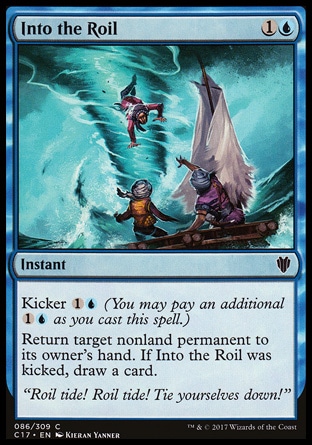 Into the Roil 1
Instant
Kicker 1 (You may pay an additional
1 as you cast this spell.)
Return target nonland permanent to
its owner's hand. If Into the Roil was
kicked, draw a card.
"Roil tide! Roil tide! Tie yourselves down!"
086/309 C
C17 • EN KIERAN YANNER
™ & © 2017 Wizards of the Coast